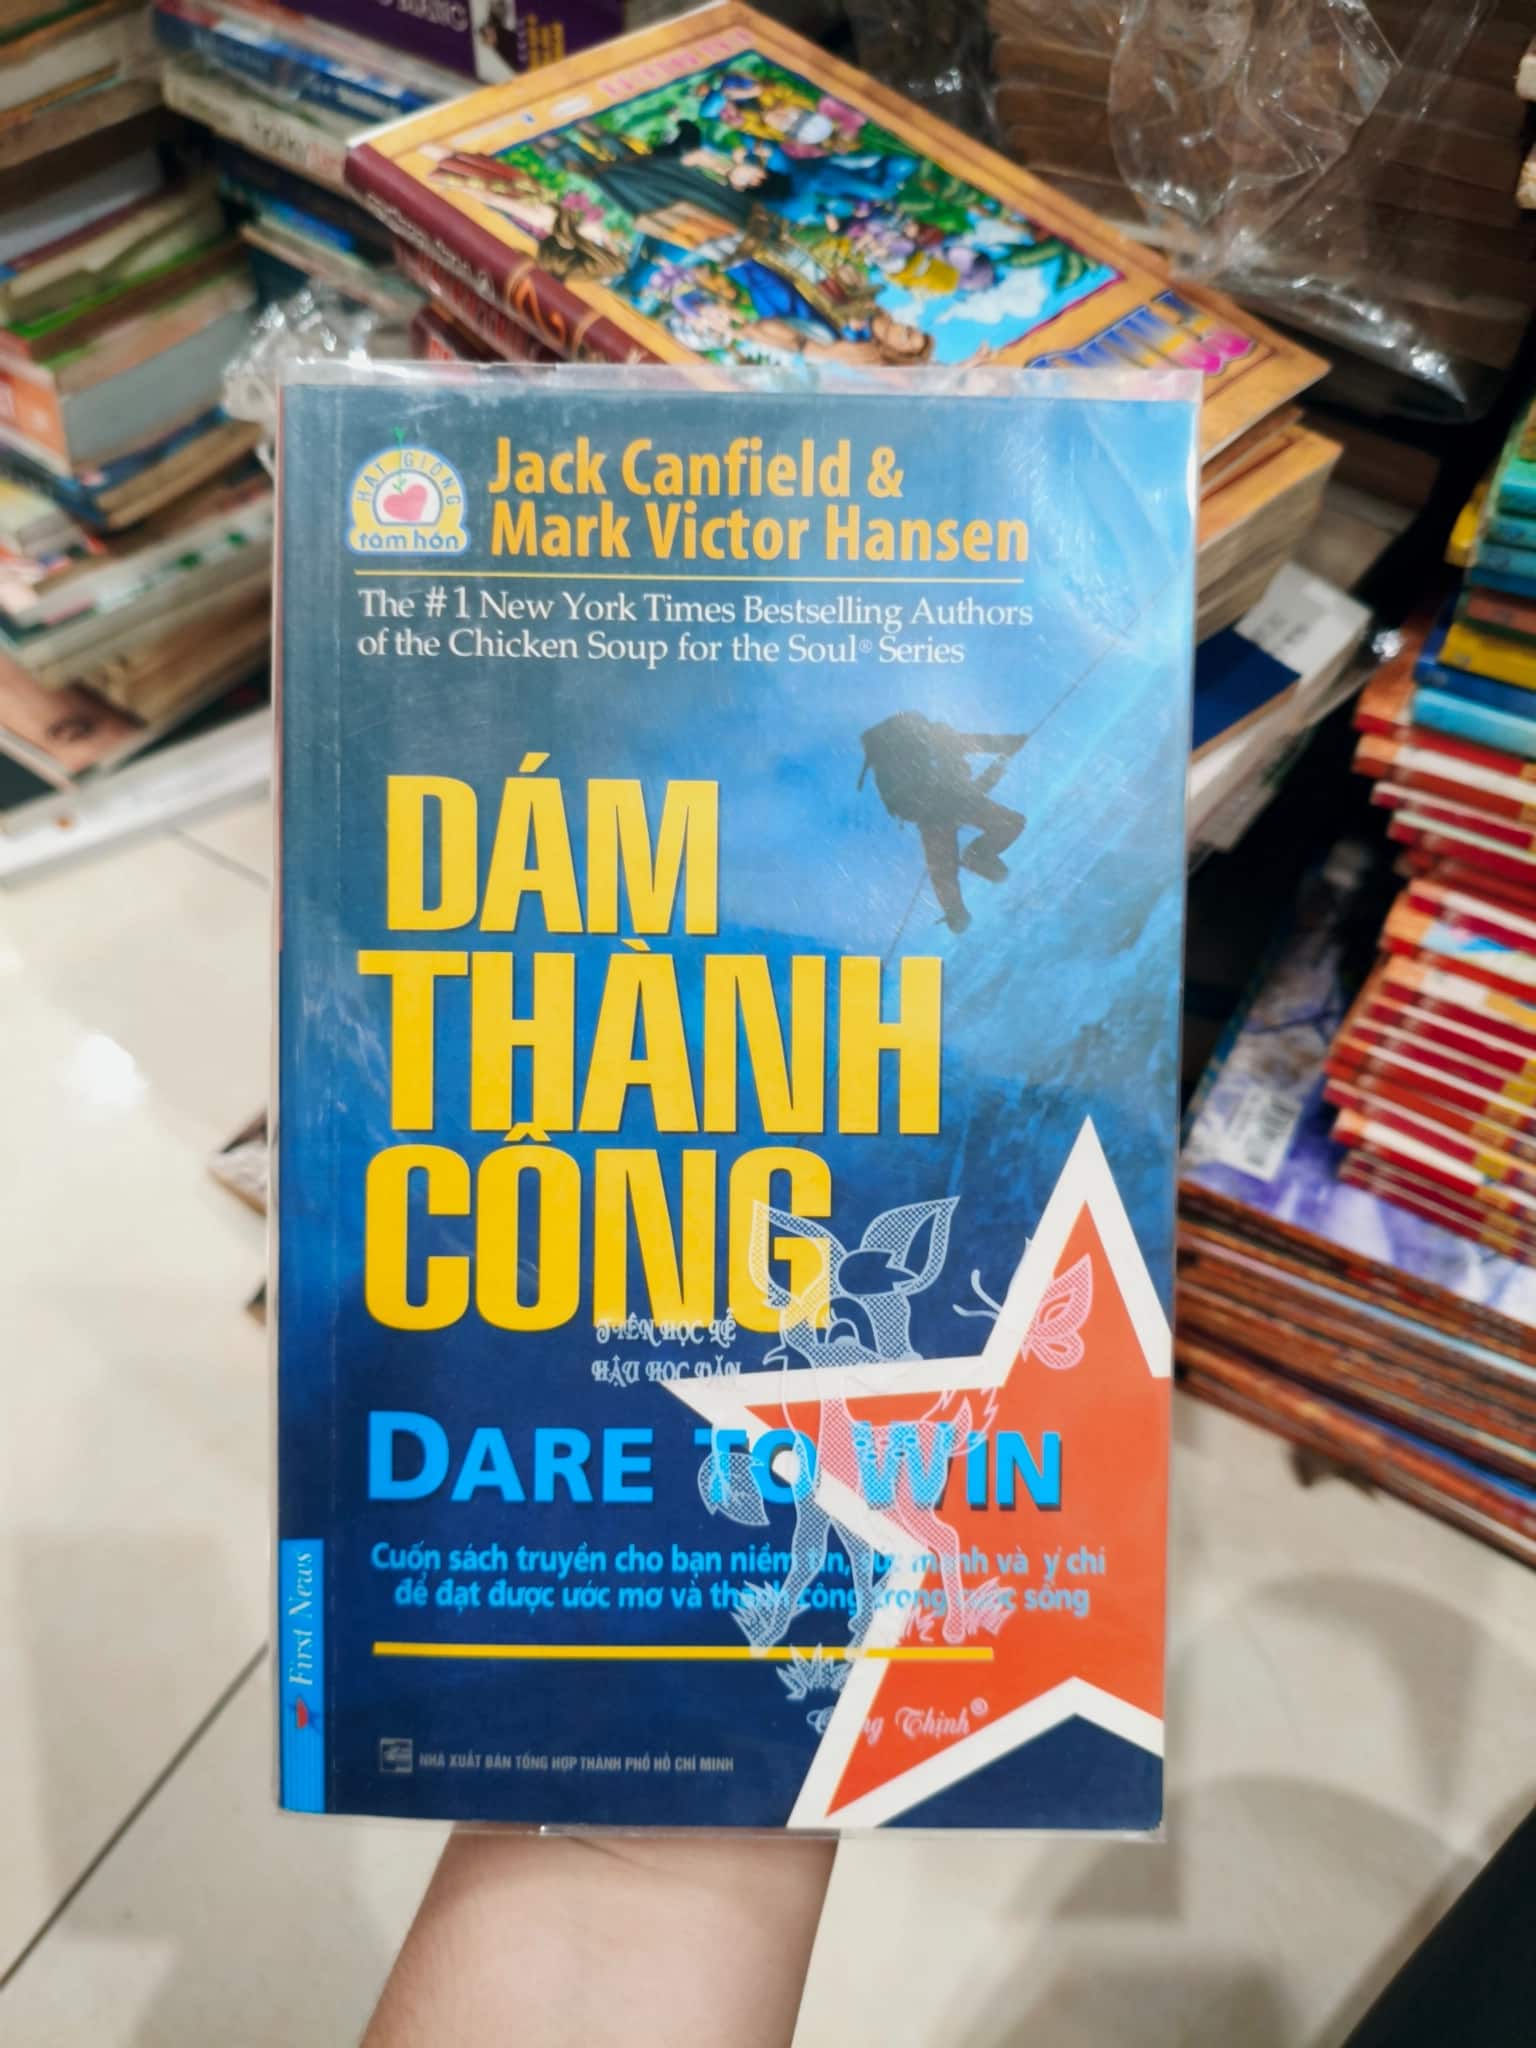 HẠT GIỐNG
tâm hồn
Jack Canfield &
Mark Victor Hansen
The #1 New York Times Bestselling Authors
of the Chicken Soup for the Soul® Series
DÁM
THÀNH
CÔNG
TIÊN HỌC LỄ
HẬU HỌC VĂN
DARE TO WIN
Cuốn sách truyền cho bạn niềm tin, sức mạnh và ý chí
để đạt được ước mơ và thành công trong cuộc sống
First News
Thịnh®
NHÀ XUẤT BẢN TỔNG HỢP THÀNH PHỐ HỒ CHÍ MINH